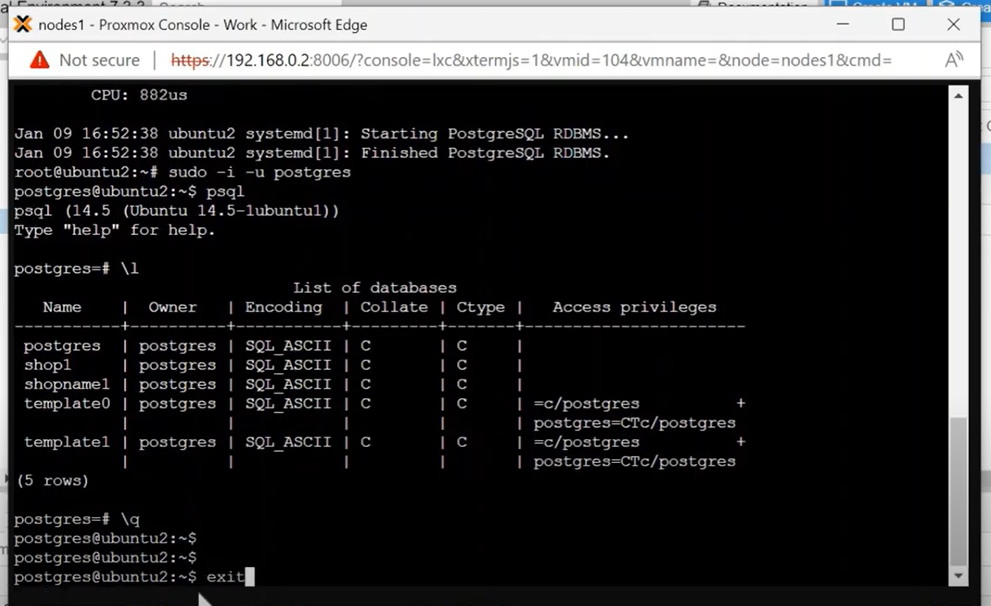 nodes1 - Proxmox Console - Work - Microsoft Edge
Not secure | https://192.168.0.2:8006/?console=lxc&xtermjs=1&vmid=104&vmname=&node=nodes1&cmd=
CPU: 882us
Jan 09 16:52:38 ubuntu2 systemd[1]: Starting PostgreSQL RDBMS...
Jan 09 16:52:38 ubuntu2 systemd[1]: Finished PostgreSQL RDBMS.
root@ubuntu2:~# sudo -i -u postgres
postgres@ubuntu2:~$ psql
psql (14.5 (Ubuntu 14.5-1ubuntu1))
Type "help" for help.
postgres=# \l
List of databases
Name | Owner | Encoding | Collate | Ctype | Access privileges
-----------+----------+-----------+---------+-------+-----------------------
postgres | postgres | SQL_ASCII | C | C |
shop1 | postgres | SQL_ASCII | C | C |
shopname1 | postgres | SQL_ASCII | C | C |
template0 | postgres | SQL_ASCII | C | C | =c/postgres +
| | | | | postgres=CTc/postgres
template1 | postgres | SQL_ASCII | C | C | =c/postgres +
| | | | | postgres=CTc/postgres
(5 rows)
postgres=# \q
postgres@ubuntu2:~$
postgres@ubuntu2:~$
postgres@ubuntu2:~$ exit